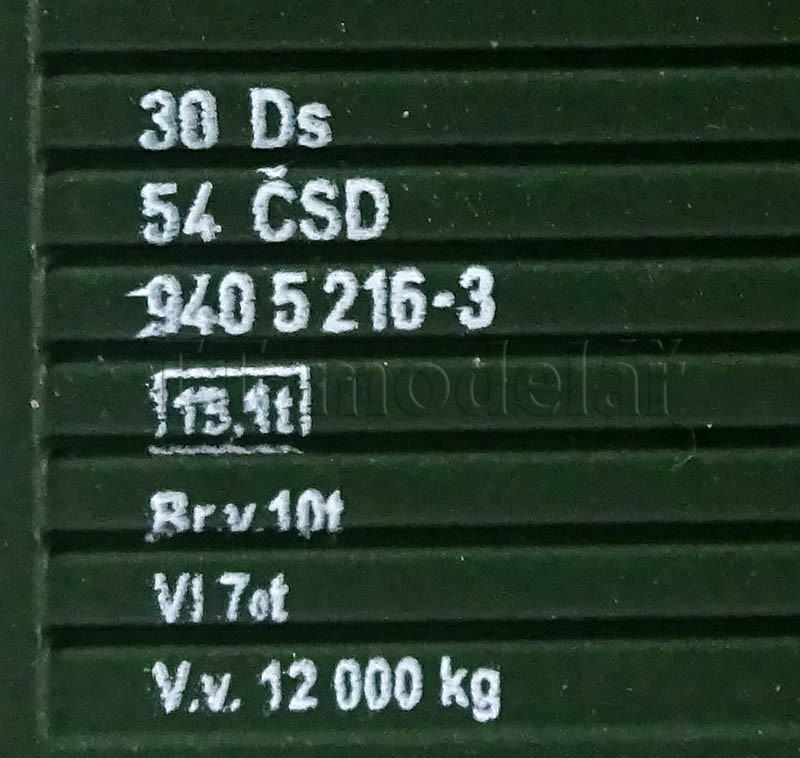 30 Ds
54 ČSD
940 5 216-3
13.1t
Br.v.10t
Vl 7ot
V.v. 12 000 kg